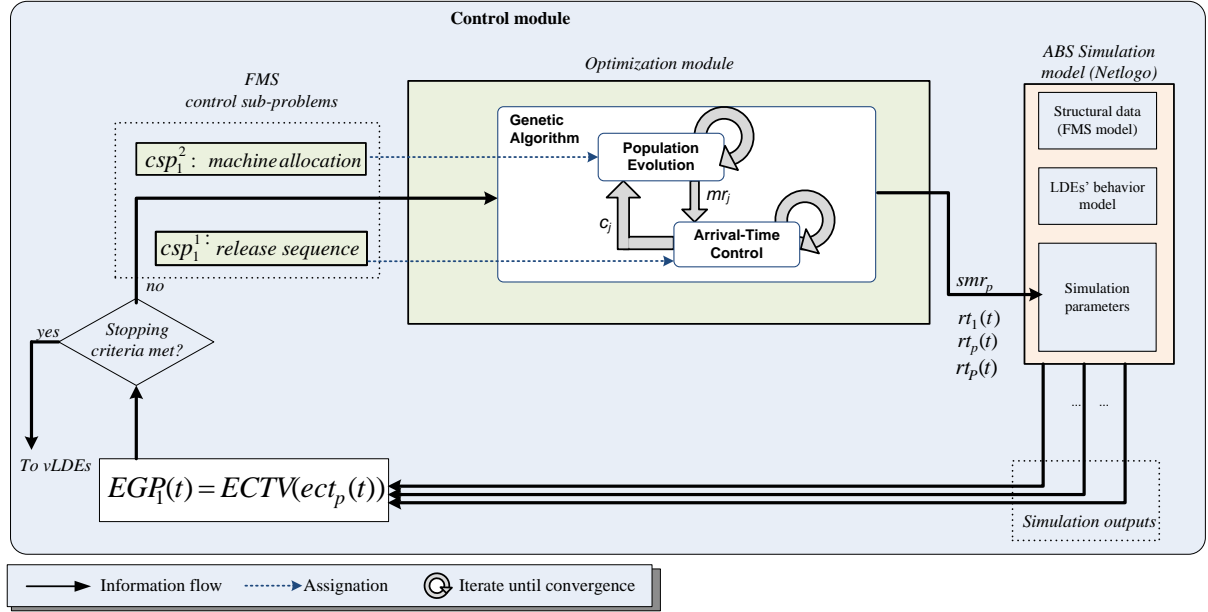 Control module
FMS
control sub-problems
Optimization module
ABS Simulation
model (Netlogo)
csp₁²: machine allocation
csp₁¹: release sequence
Genetic
Algorithm
Population
Evolution
mrⱼ
cⱼ
Arrival-Time
Control
Structural data
(FMS model)
LDEs' behavior
model
Simulation
parameters
smrₚ
rt₁(t)
rtₚ(t)
rt_P(t)
no
yes
Stopping
criteria met?
To vLDEs
EGP₁(t) = ECTV(ectₚ(t))
... ...
Simulation outputs
Information flow
Assignation
Iterate until convergence